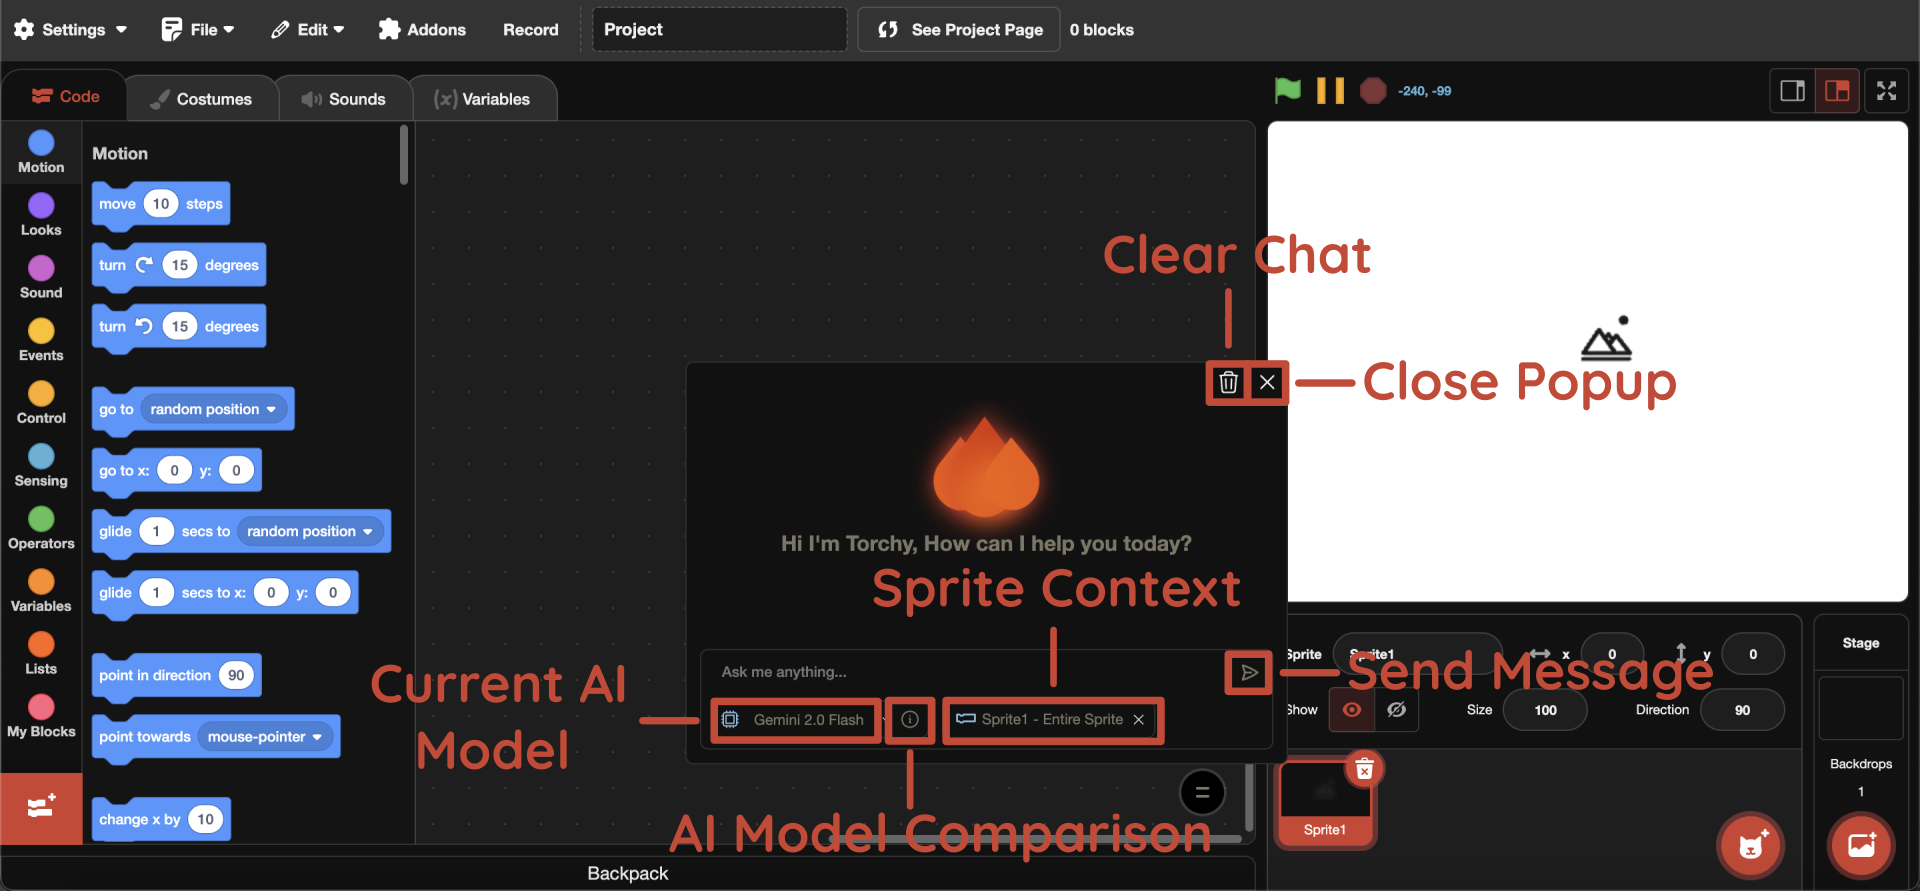 Settings
File
Edit
Addons
Record
Project
See Project Page
0 blocks
Code
Costumes
Sounds
(x) Variables
-240, -99
Motion
Looks
Sound
Events
Control
Sensing
Operators
Variables
Lists
My Blocks
Motion
move 10 steps
turn 15 degrees
turn 15 degrees
go to random position
go to x: 0 y: 0
glide 1 secs to random position
glide 1 secs to x: 0 y: 0
point in direction 90
point towards mouse-pointer
change x by 10
Clear Chat
Close Popup
Hi I'm Torchy, How can I help you today?
Sprite Context
Ask me anything...
Send Message
Current AI
Model
Gemini 2.0 Flash
Sprite1 - Entire Sprite
AI Model Comparison
Backpack
Sprite
Sprite1
x 0
y 0
Show
Size 100
Direction 90
Sprite1
Stage
Backdrops
1